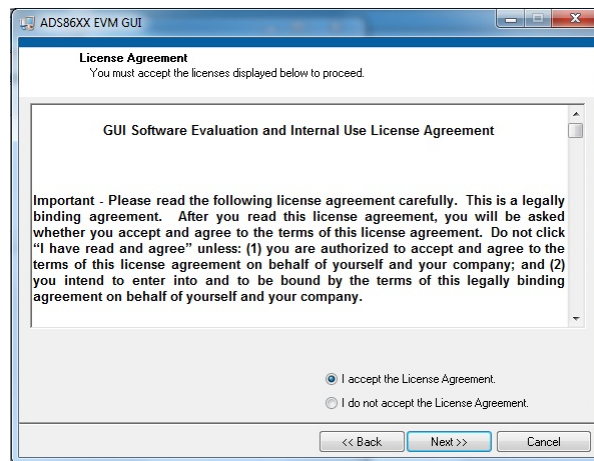 ADS86XX EVM GUI
License Agreement
You must accept the licenses displayed below to proceed.
GUI Software Evaluation and Internal Use License Agreement
Important - Please read the following license agreement carefully. This is a legally
binding agreement. After you read this license agreement, you will be asked
whether you accept and agree to the terms of this license agreement. Do not click
“I have read and agree” unless: (1) you are authorized to accept and agree to the
terms of this license agreement on behalf of yourself and your company; and (2)
you intend to enter into and to be bound by the terms of this legally binding
agreement on behalf of yourself and your company.
I accept the License Agreement.
I do not accept the License Agreement.
<< Back Next >> Cancel